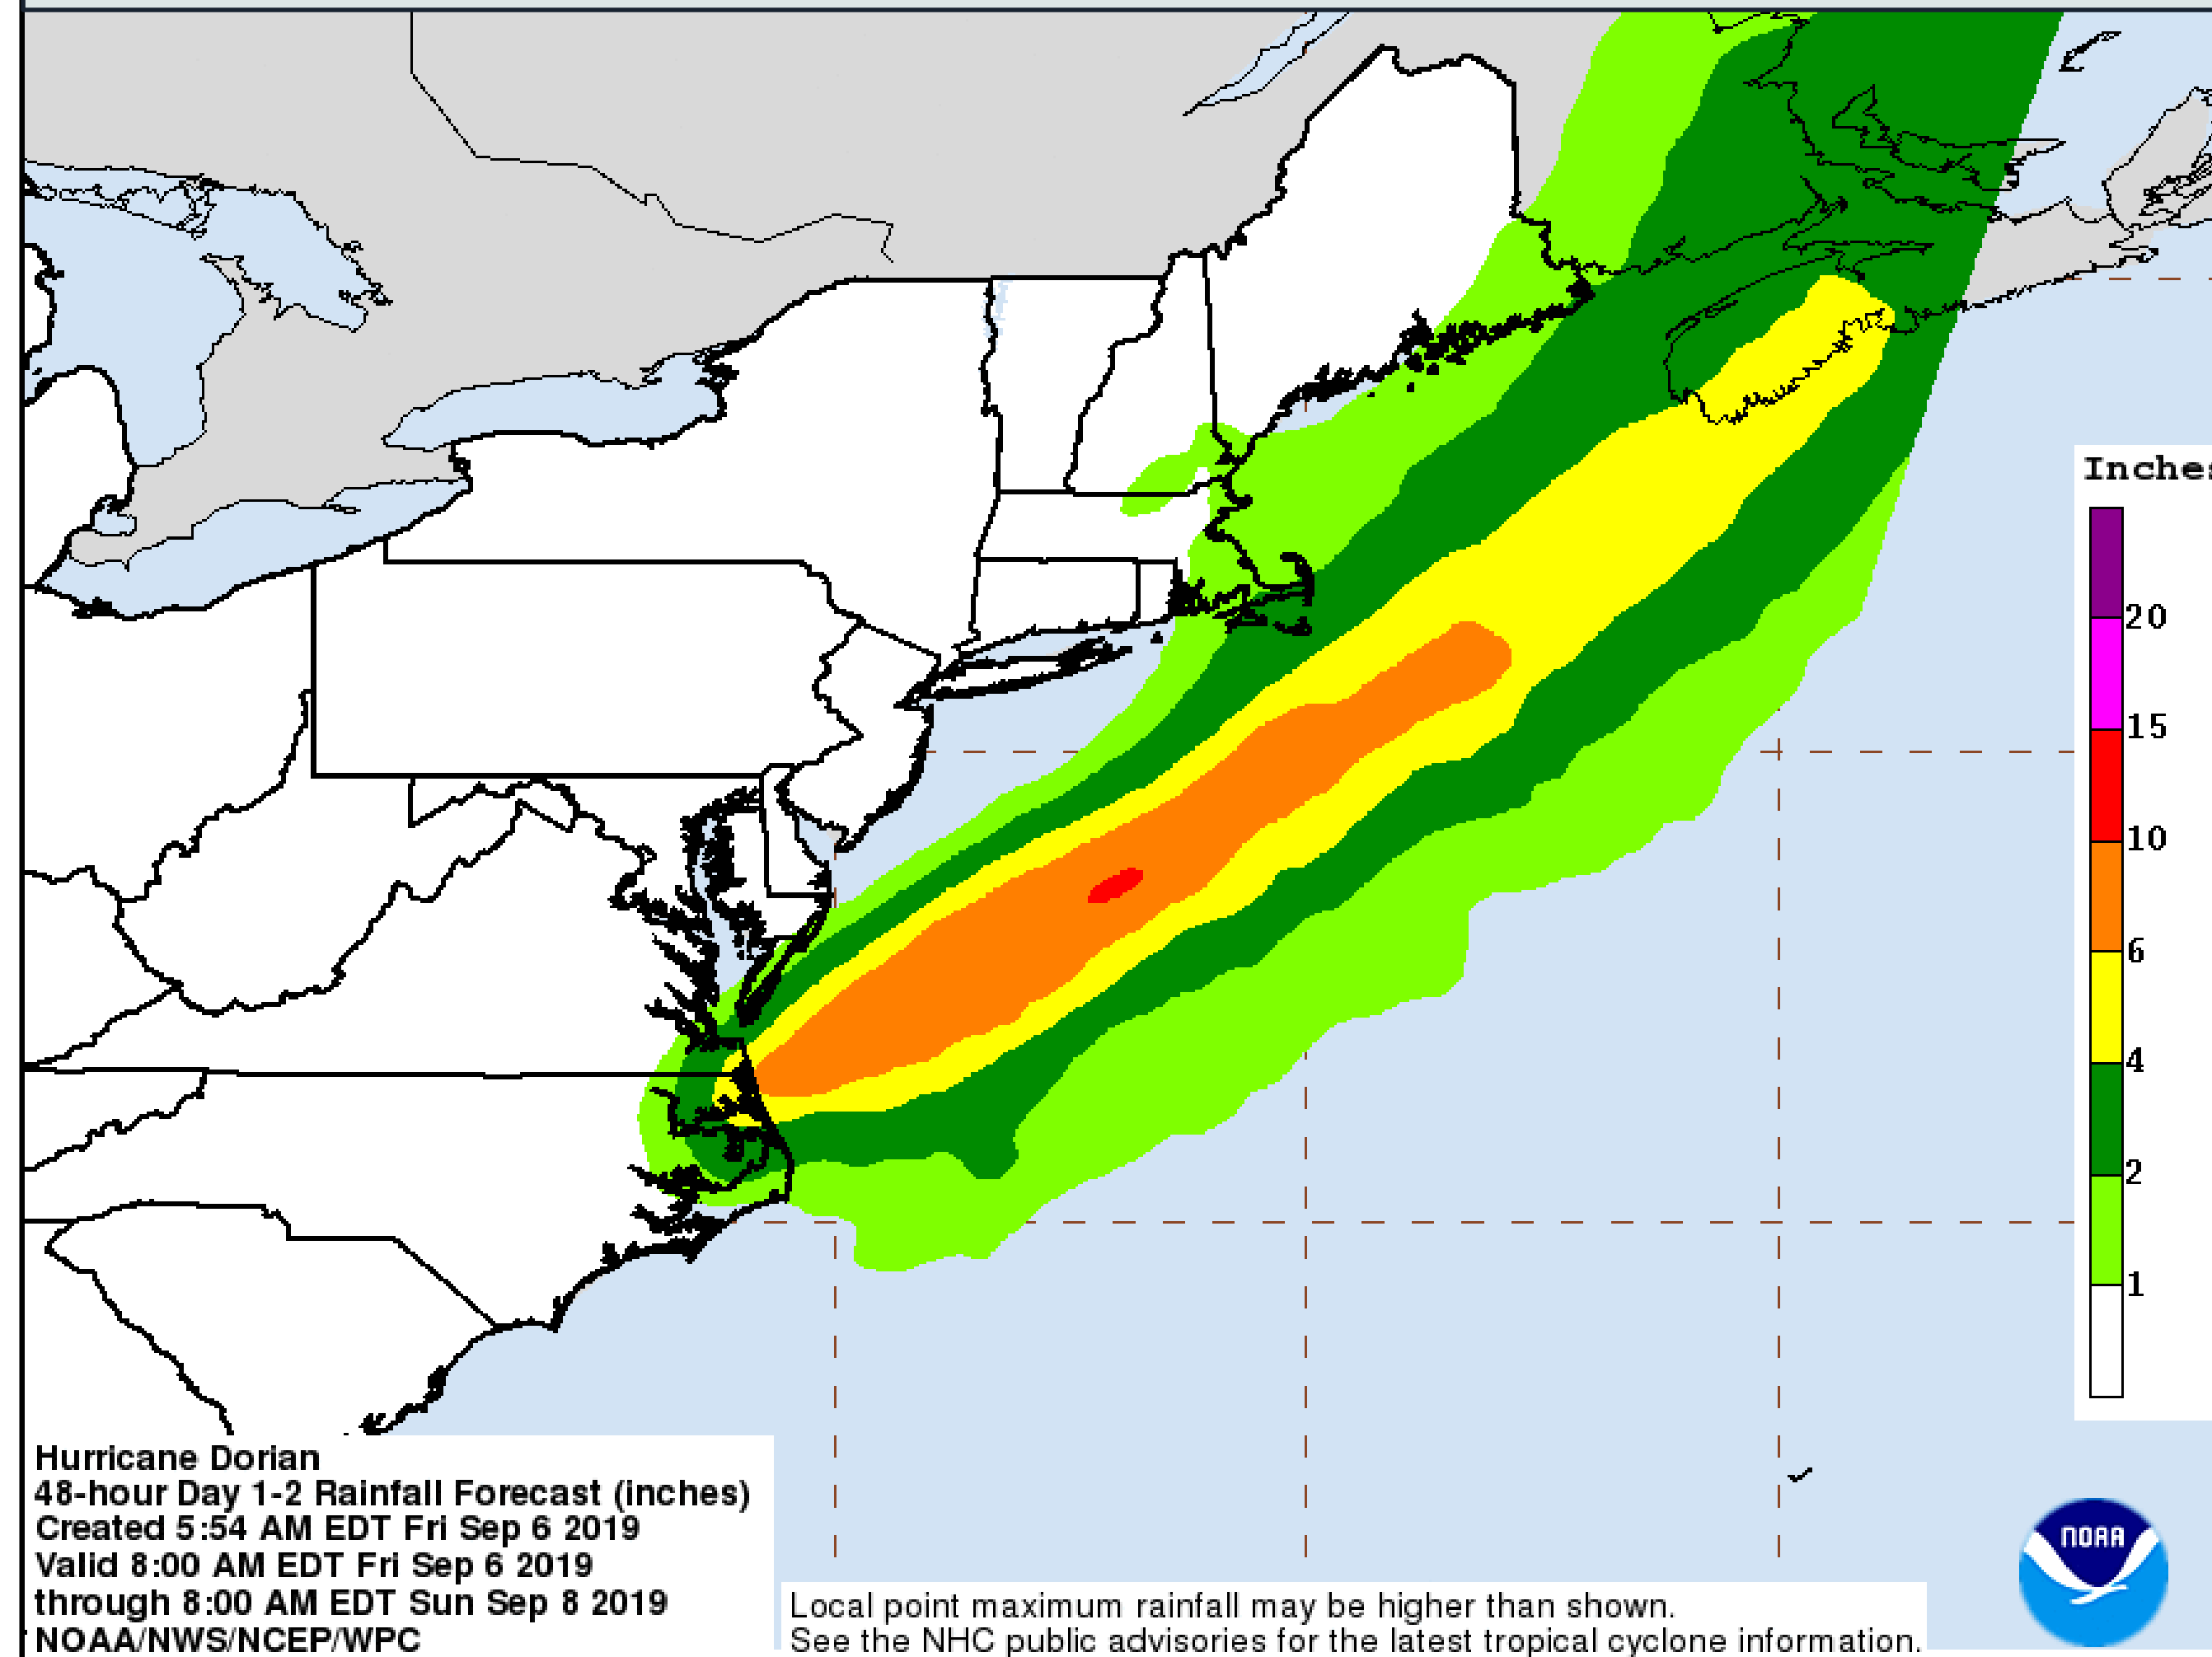 Inches
20
15
10
6
4
2
1
Hurricane Dorian
48-hour Day 1-2 Rainfall Forecast (inches)
Created 5:54 AM EDT Fri Sep 6 2019
Valid 8:00 AM EDT Fri Sep 6 2019
through 8:00 AM EDT Sun Sep 8 2019
NOAA/NWS/NCEP/WPC
Local point maximum rainfall may be higher than shown.
See the NHC public advisories for the latest tropical cyclone information.
NOAA